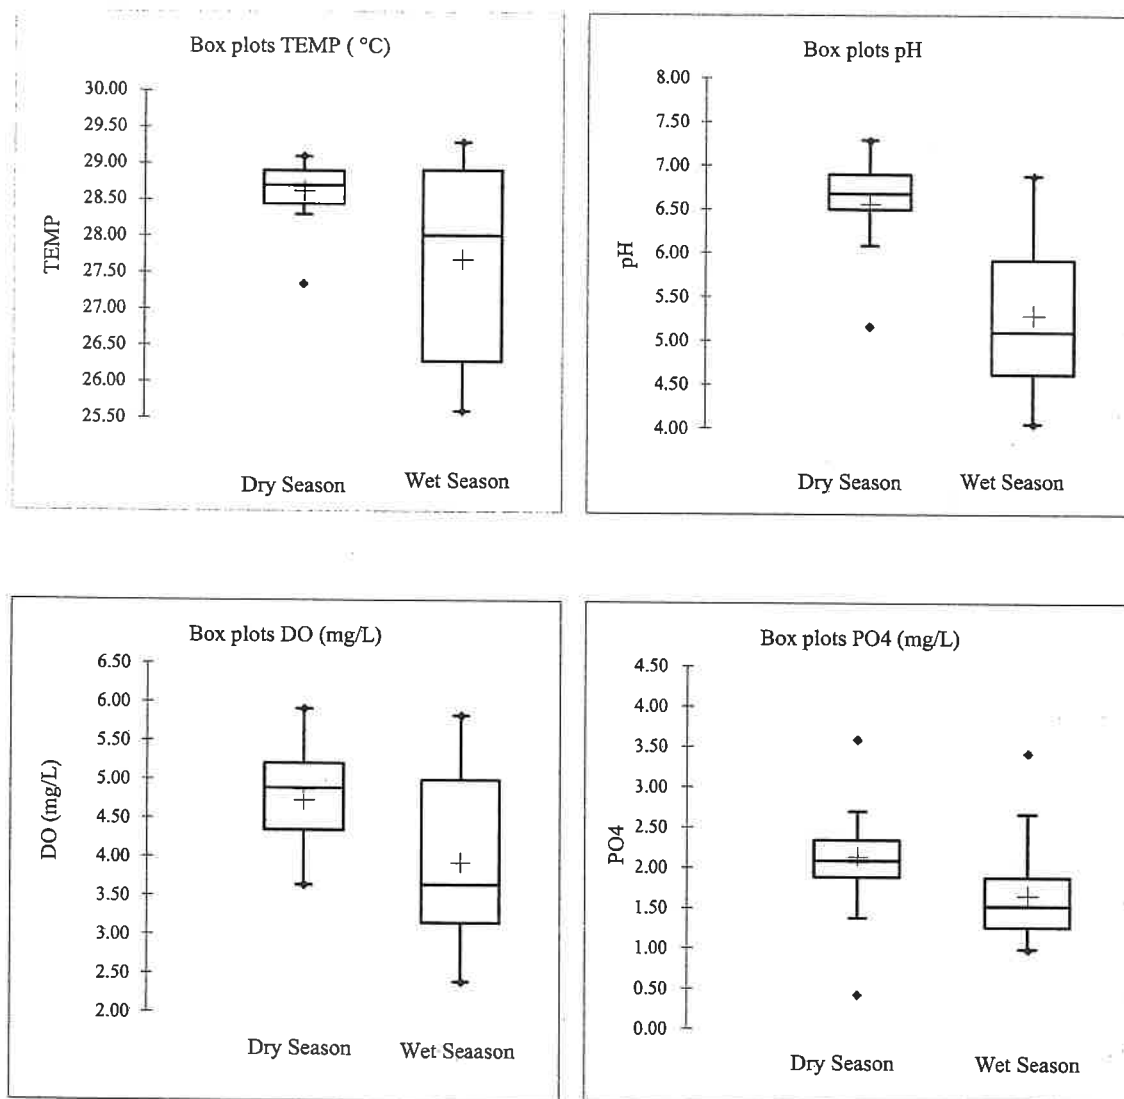 Box plots TEMP ( °C)
30.00
29.50
29.00
28.50
28.00
27.50
27.00
26.50
26.00
25.50
TEMP
Dry Season
Wet Season
Box plots pH
8.00
7.50
7.00
6.50
6.00
5.50
5.00
4.50
4.00
pH
Dry Season
Wet Season
Box plots DO (mg/L)
6.50
6.00
5.50
5.00
4.50
4.00
3.50
3.00
2.50
2.00
DO (mg/L)
Dry Season
Wet Seaason
Box plots PO4 (mg/L)
4.50
4.00
3.50
3.00
2.50
2.00
1.50
1.00
0.50
0.00
PO4
Dry Season
Wet Season